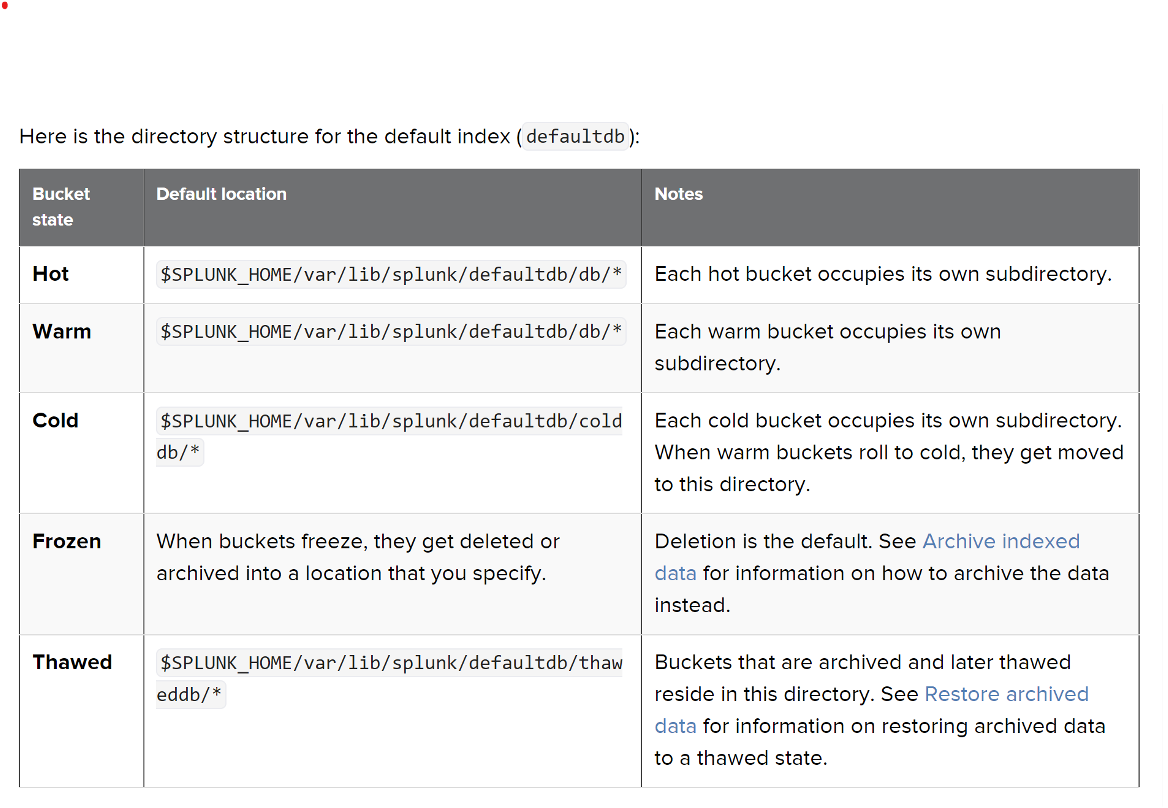 Here is the directory structure for the default index (defaultdb):
Bucket state
Default location
Notes
Hot
$SPLUNK_HOME/var/lib/splunk/defaultdb/db/*
Each hot bucket occupies its own subdirectory.
Warm
$SPLUNK_HOME/var/lib/splunk/defaultdb/db/*
Each warm bucket occupies its own
subdirectory.
Cold
$SPLUNK_HOME/var/lib/splunk/defaultdb/cold
db/*
Each cold bucket occupies its own subdirectory.
When warm buckets roll to cold, they get moved
to this directory.
Frozen
When buckets freeze, they get deleted or
archived into a location that you specify.
Deletion is the default. See Archive indexed
data for information on how to archive the data
instead.
Thawed
$SPLUNK_HOME/var/lib/splunk/defaultdb/thaw
eddb/*
Buckets that are archived and later thawed
reside in this directory. See Restore archived
data for information on restoring archived data
to a thawed state.